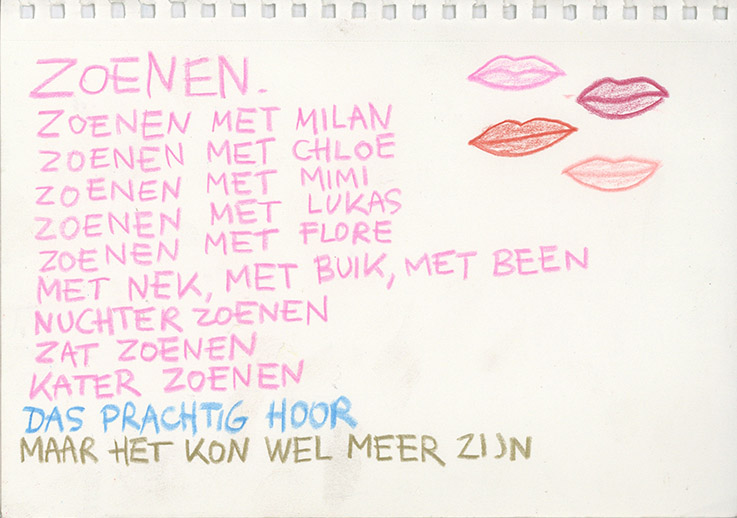 ZOENEN.
ZOENEN MET MILAN
ZOENEN MET CHLOE
ZOENEN MET MIMI
ZOENEN MET LUKAS
ZOENEN MET FLORE
MET NEK, MET BUIK, MET BEEN
NUCHTER ZOENEN
ZAT ZOENEN
KATER ZOENEN
DAS PRACHTIG HOOR
MAAR HET KON WEL MEER ZIJN